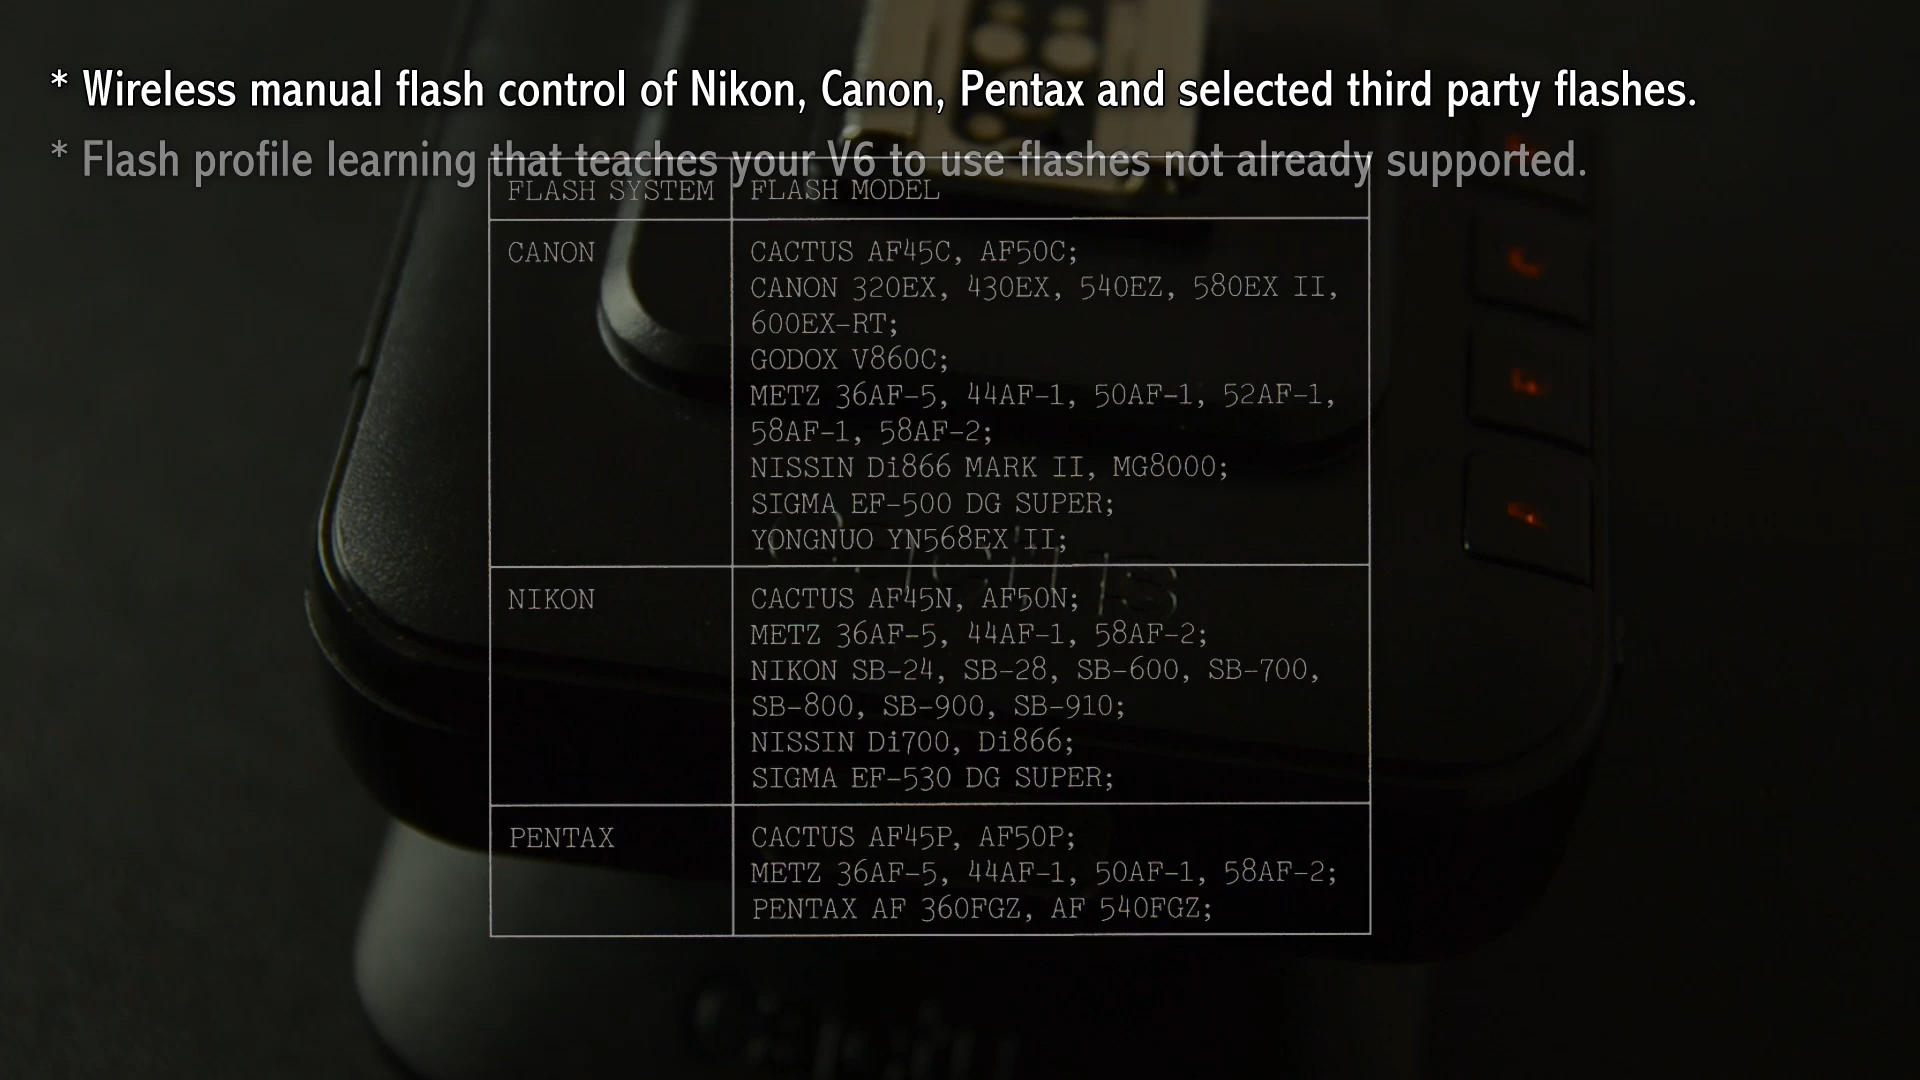 * Wireless manual flash control of Nikon, Canon, Pentax and selected third party flashes.
* Flash profile learning that teaches your V6 to use flashes not already supported.
FLASH SYSTEM FLASH MODEL
CANON CACTUS AF45C, AF50C;
CANON 320EX, 430EX, 540EZ, 580EX II,
600EX-RT;
GODOX V860C;
METZ 36AF-5, 44AF-1, 50AF-1, 52AF-1,
58AF-1, 58AF-2;
NISSIN Di866 MARK II, MG8000;
SIGMA EF-500 DG SUPER;
YONGNUO YN568EX II;
NIKON CACTUS AF45N, AF50N;
METZ 36AF-5, 44AF-1, 58AF-2;
NIKON SB-24, SB-28, SB-600, SB-700,
SB-800, SB-900, SB-910;
NISSIN Di700, Di866;
SIGMA EF-530 DG SUPER;
PENTAX CACTUS AF45P, AF50P;
METZ 36AF-5, 44AF-1, 50AF-1, 58AF-2;
PENTAX AF 360FGZ, AF 540FGZ;
Cactus